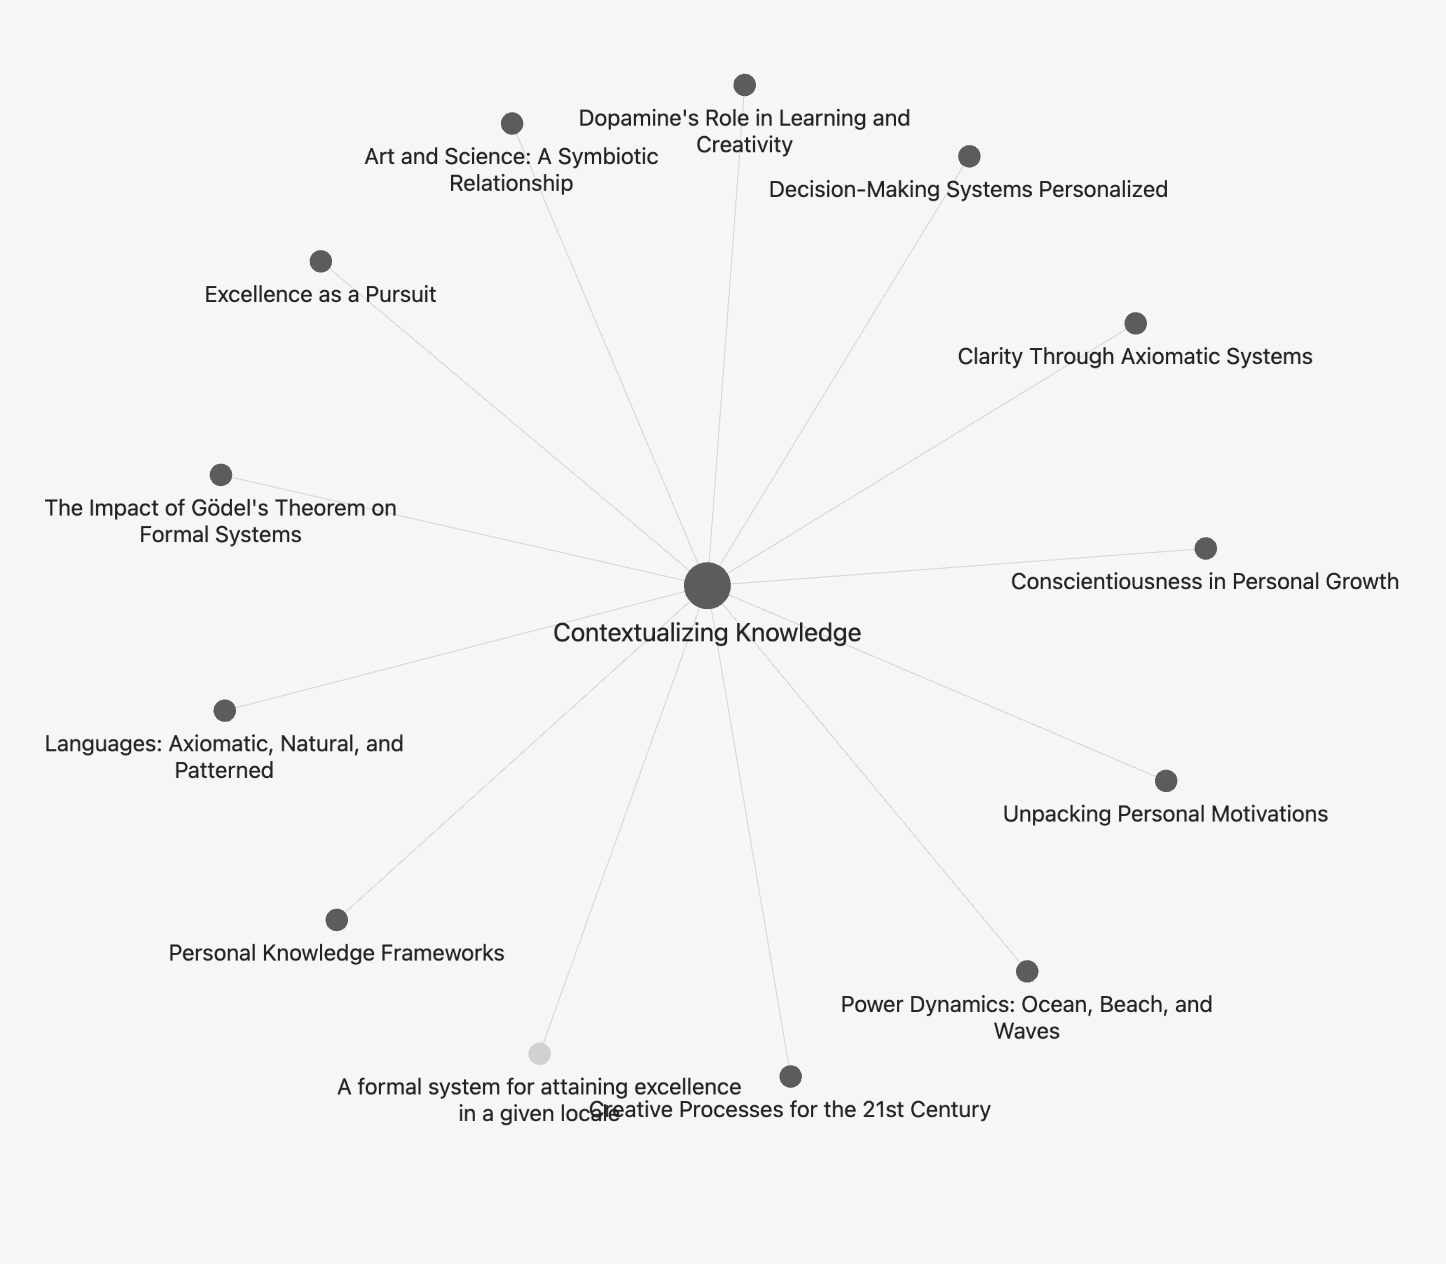 Dopamine's Role in Learning and
Creativity
Art and Science: A Symbiotic
Relationship
Decision-Making Systems Personalized
Excellence as a Pursuit
Clarity Through Axiomatic Systems
The Impact of Gödel's Theorem on
Formal Systems
Conscientiousness in Personal Growth
Contextualizing Knowledge
Languages: Axiomatic, Natural, and
Patterned
Unpacking Personal Motivations
Personal Knowledge Frameworks
Power Dynamics: Ocean, Beach, and
Waves
A formal system for attaining excellence
in a given locale
Creative Processes for the 21st Century